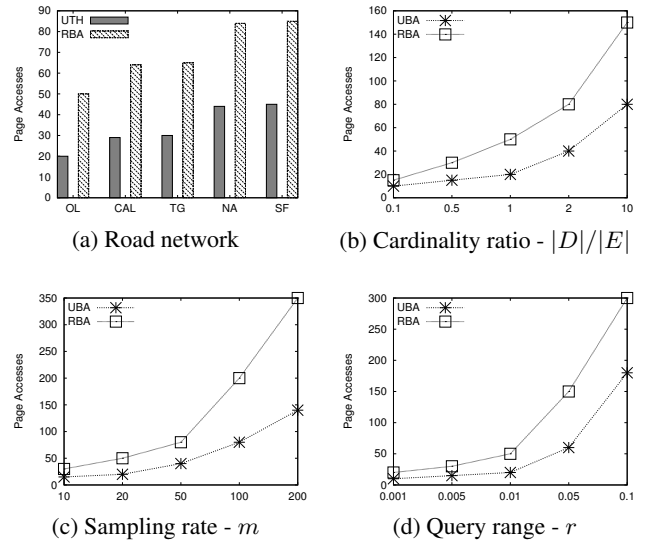 90
80
70
60
50
40
30
20
10
0
Page Accesses
UTH
RBA
OL CAL TG NA SF
(a) Road network
160
140
120
100
80
60
40
20
0
Page Accesses
UBA
RBA
0.1 0.5 1 2 10
(b) Cardinality ratio - |D|/|E|
350
300
250
200
150
100
50
0
Page Accesses
UBA
RBA
10 20 50 100 200
(c) Sampling rate - m
300
250
200
150
100
50
0
Page Accesses
UBA
RBA
0.001 0.005 0.01 0.05 0.1
(d) Query range - r